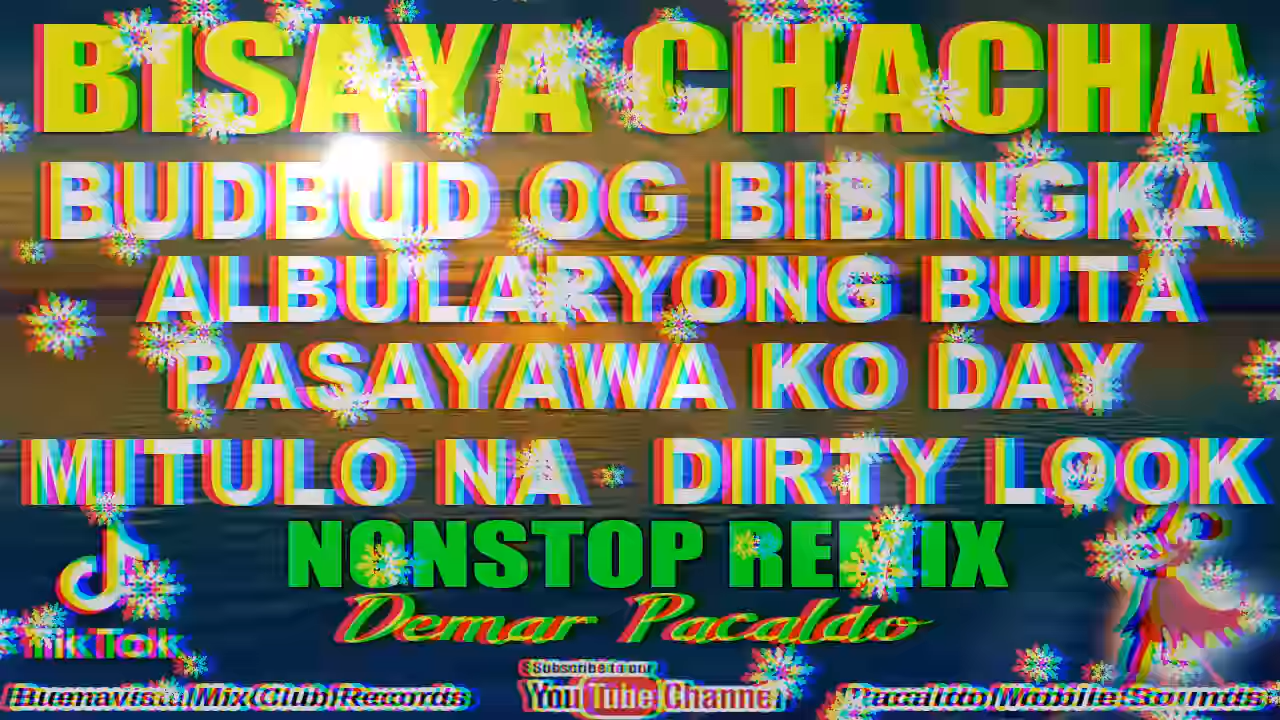 BISAYA CHACHA
BUDBUD OG BIBINGKA
ALBULARYONG BUTA
PASAYAWA KO DAY
MITULO NA DIRTY LOOK
NONSTOP REMIX
Demar Pacaldo
TikTok
Subscribe to our
YouTube Channel
Buenavista Mix Club Records
Pacaldo Mobile Sounds